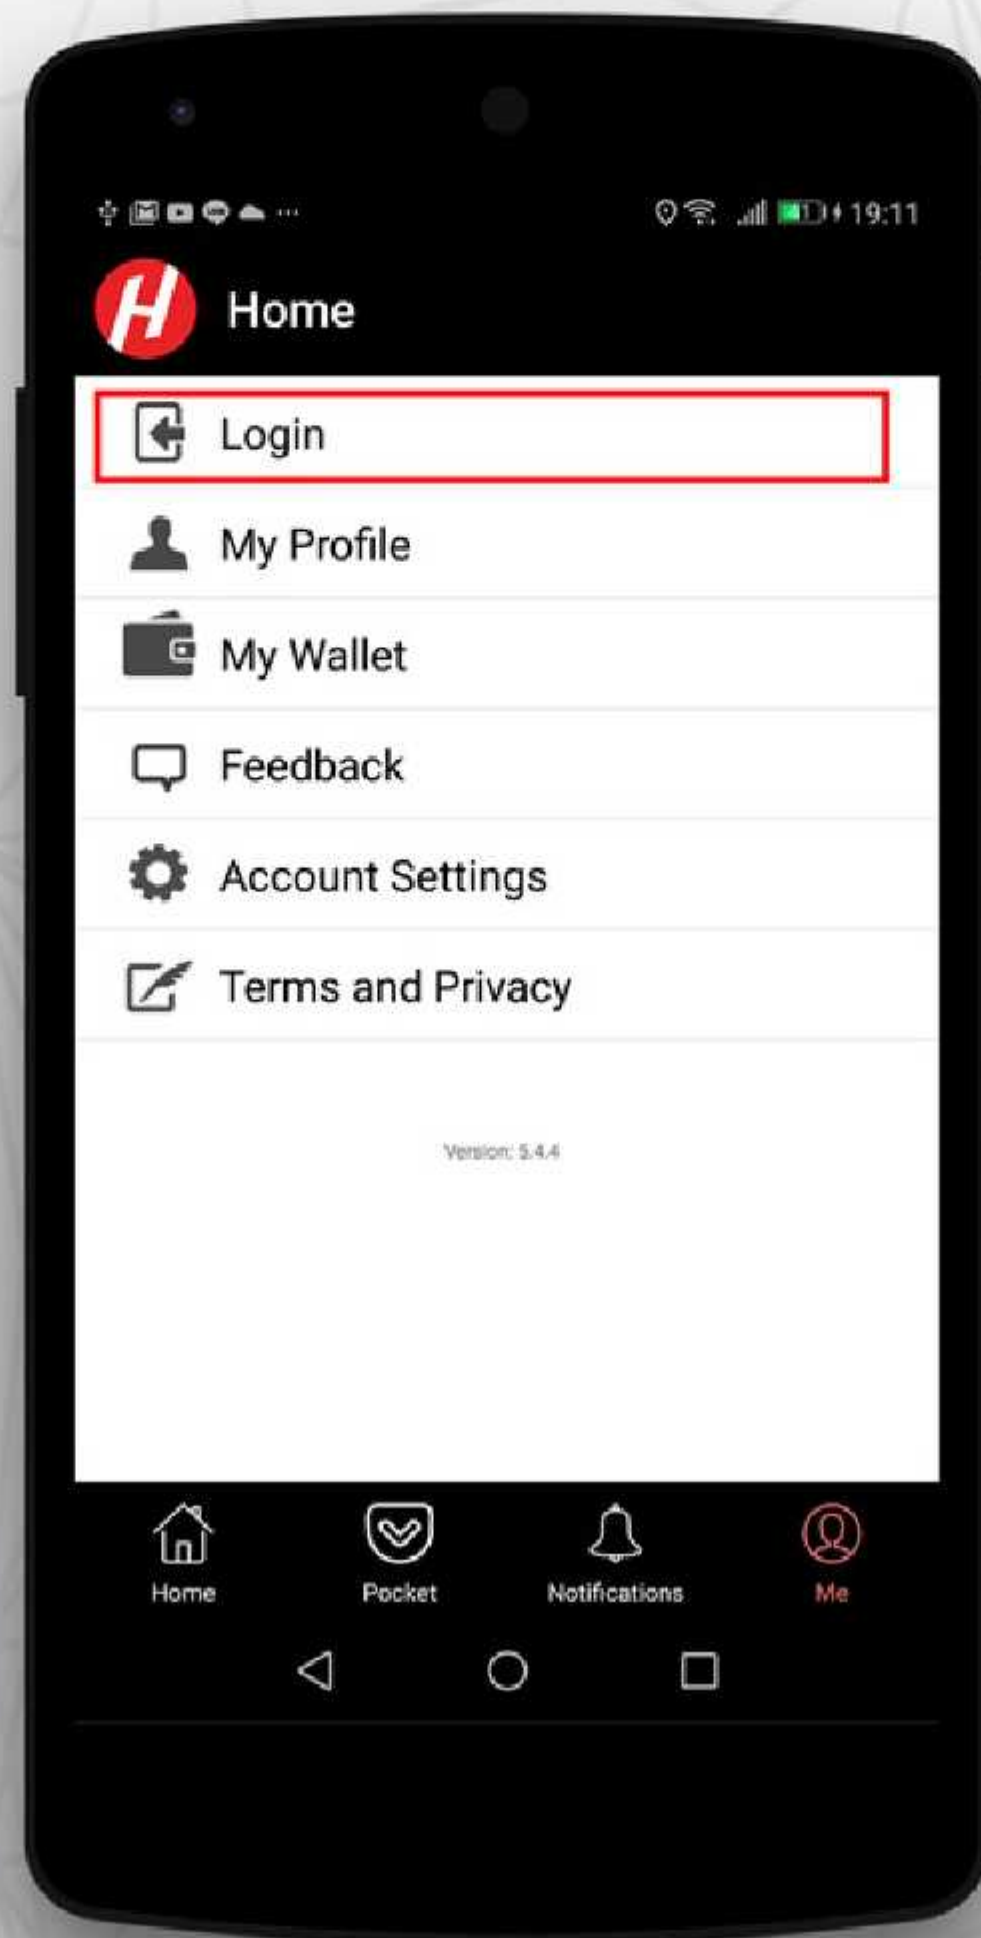 19:11
H Home
Login
My Profile
My Wallet
Feedback
Account Settings
Terms and Privacy
Version: 5.4.4
Home Pocket Notifications Me